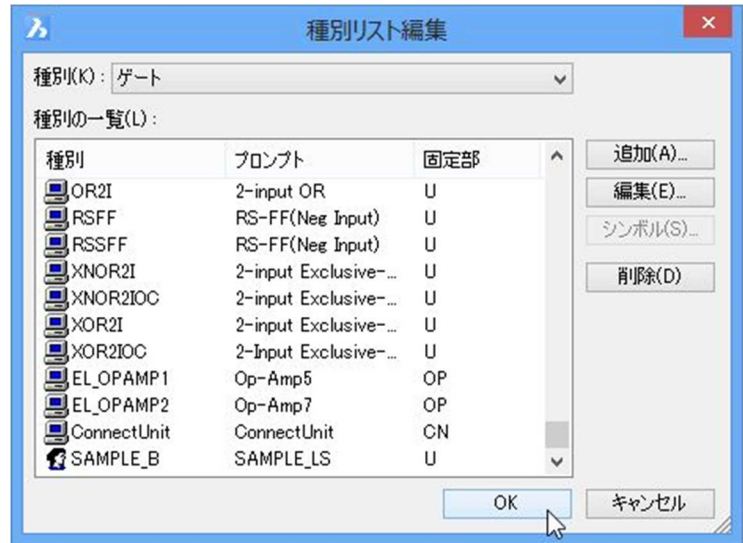 種別リスト編集
種別(K): ゲート
種別の一覧(L):
種別 プロンプト 固定部
OR2I 2-input OR U
RSFF RS-FF(Neg Input) U
RSSFF RS-FF(Neg Input) U
XNOR2I 2-input Exclusive-... U
XNOR2IOC 2-input Exclusive-... U
XOR2I 2-input Exclusive-... U
XOR2IOC 2-Input Exclusive-... U
EL_OPAMP1 Op-Amp5 OP
EL_OPAMP2 Op-Amp7 OP
ConnectUnit ConnectUnit CN
SAMPLE_B SAMPLE_LS U
追加(A)...
編集(E)...
シンボル(S)...
削除(D)
OK キャンセル